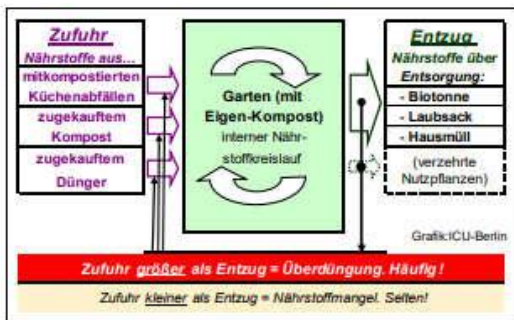 Zufuhr
Nährstoffe aus...
mitkompostierten
Küchenabfällen
zugekauftem
Kompost
zugekauftem
Dünger
Garten (mit
Eigen-Kompost)
interner Nähr-
stoffkreislauf
Entzug
Nährstoffe über
Entsorgung:
- Biotonne
- Laubsack
- Hausmüll
(verzehrte
Nutzpflanzen)
Grafik:ICU-Berlin
Zufuhr größer als Entzug = Überdüngung. Häufig!
Zufuhr kleiner als Entzug = Nährstoffmangel. Selten!